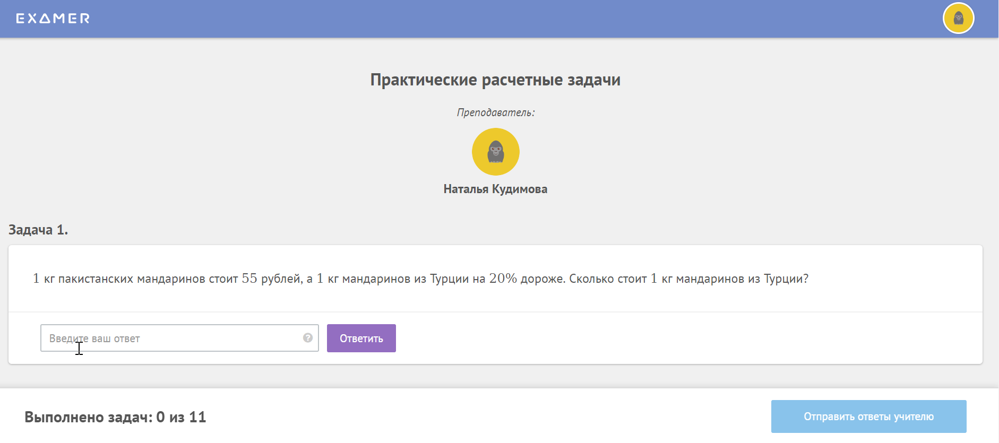 EXAMER
Практические расчетные задачи
Преподаватель:
Наталья Кудимова
Задача 1.
1 кг пакистанских мандаринов стоит 55 рублей, а 1 кг мандаринов из Турции на 20% дороже. Сколько стоит 1 кг мандаринов из Турции?
Введите ваш ответ ? Ответить
Выполнено задач: 0 из 11 Отправить ответы учителю